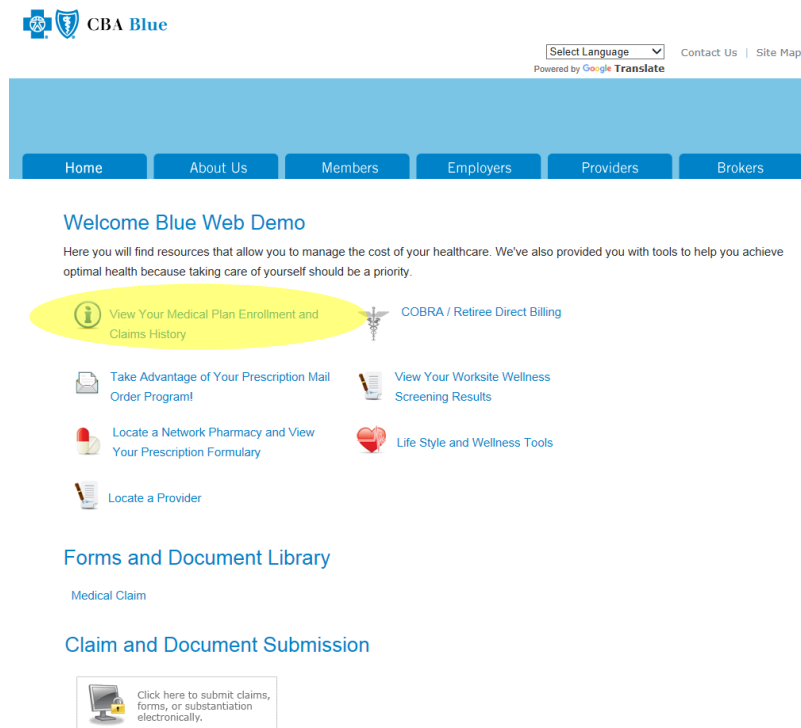 CBA Blue
Select Language
Contact Us | Site Map
Powered by Google Translate
Home About Us Members Employers Providers Brokers
Welcome Blue Web Demo
Here you will find resources that allow you to manage the cost of your healthcare. We've also provided you with tools to help you achieve
optimal health because taking care of yourself should be a priority.
View Your Medical Plan Enrollment and
Claims History
COBRA / Retiree Direct Billing
Take Advantage of Your Prescription Mail
Order Program!
View Your Worksite Wellness
Screening Results
Locate a Network Pharmacy and View
Your Prescription Formulary
Life Style and Wellness Tools
Locate a Provider
Forms and Document Library
Medical Claim
Claim and Document Submission
Click here to submit claims,
forms, or substantiation
electronically.